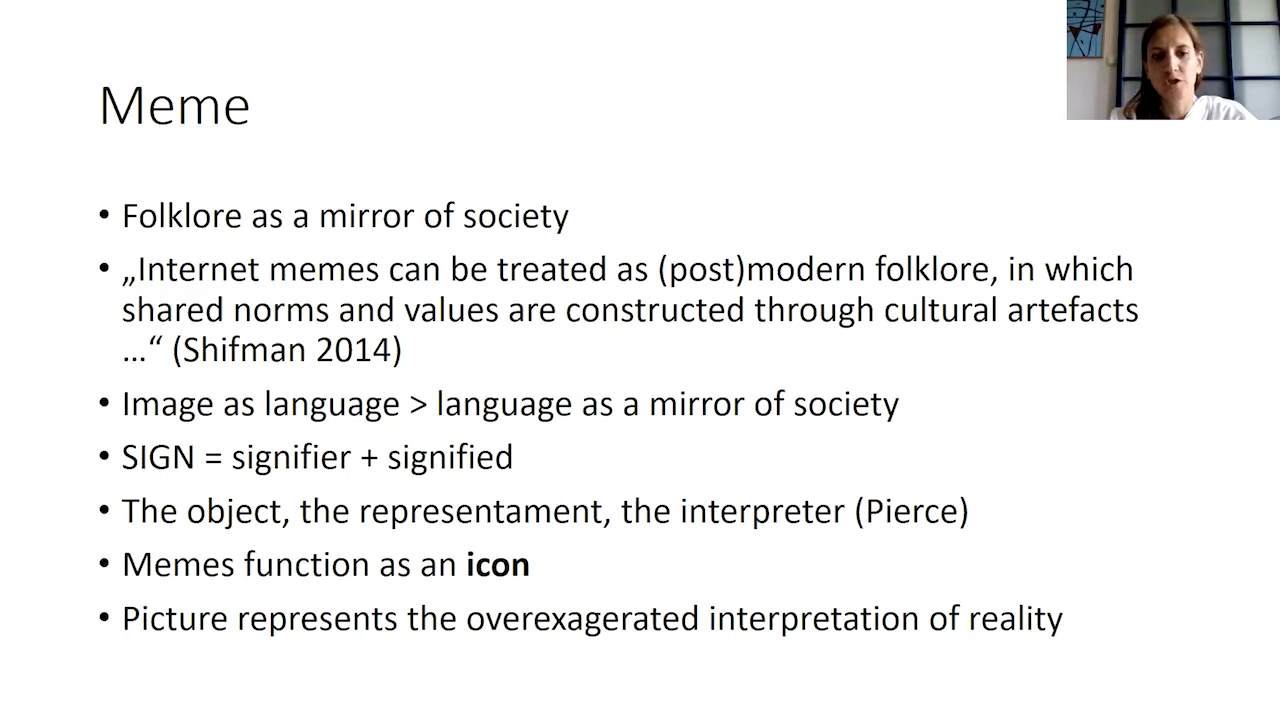 Meme
• Folklore as a mirror of society
• „Internet memes can be treated as (post)modern folklore, in which
shared norms and values are constructed through cultural artefacts
…“ (Shifman 2014)
• Image as language > language as a mirror of society
• SIGN = signifier + signified
• The object, the representament, the interpreter (Pierce)
• Memes function as an icon
• Picture represents the overexagerated interpretation of reality